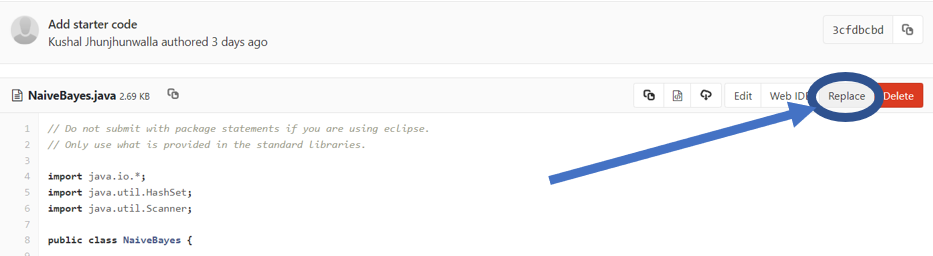 Add starter code
Kushal Jhunjhunwalla authored 3 days ago
3cfdbcbd
NaiveBayes.java 2.69 KB
Edit Web IDE Replace Delete
1 // Do not submit with package statements if you are using eclipse.
2 // Only use what is provided in the standard libraries.
3
4 import java.io.*;
5 import java.util.HashSet;
6 import java.util.Scanner;
7
8 public class NaiveBayes {
9